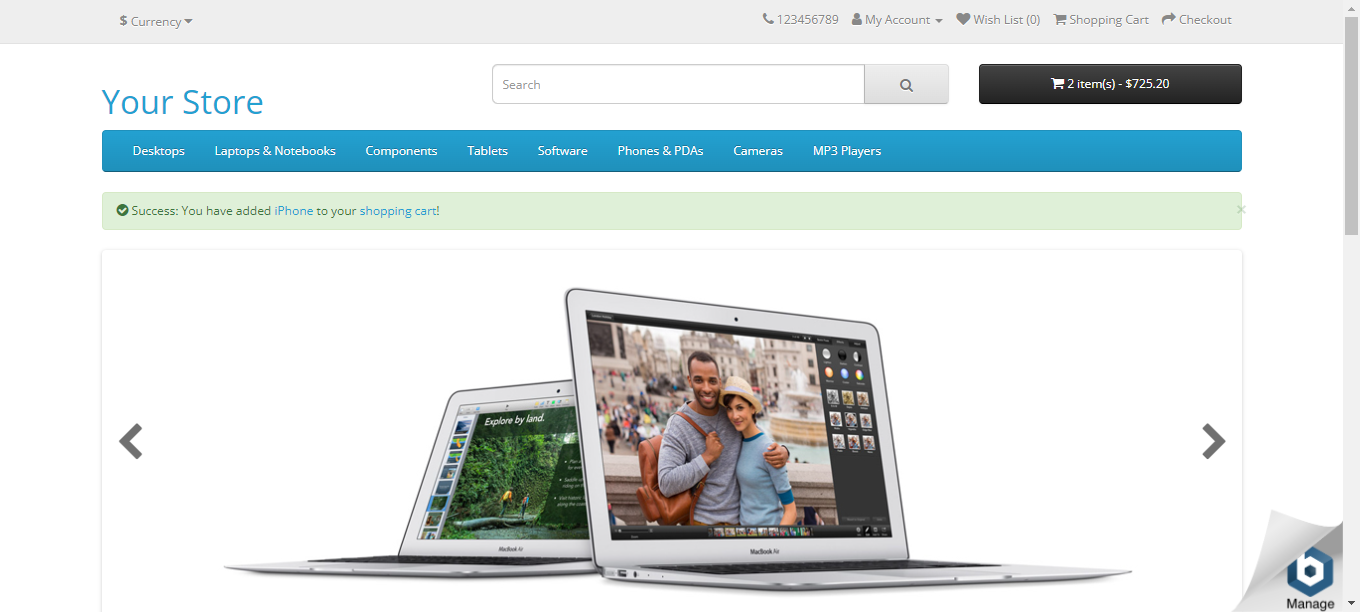 $ Currency
123456789 My Account Wish List (0) Shopping Cart Checkout
Your Store
Search
2 item(s) - $725.20
Desktops Laptops & Notebooks Components Tablets Software Phones & PDAs Cameras MP3 Players
Success: You have added iPhone to your shopping cart!
×
Explore by land.
MacBook Air
MacBook Air
Manage